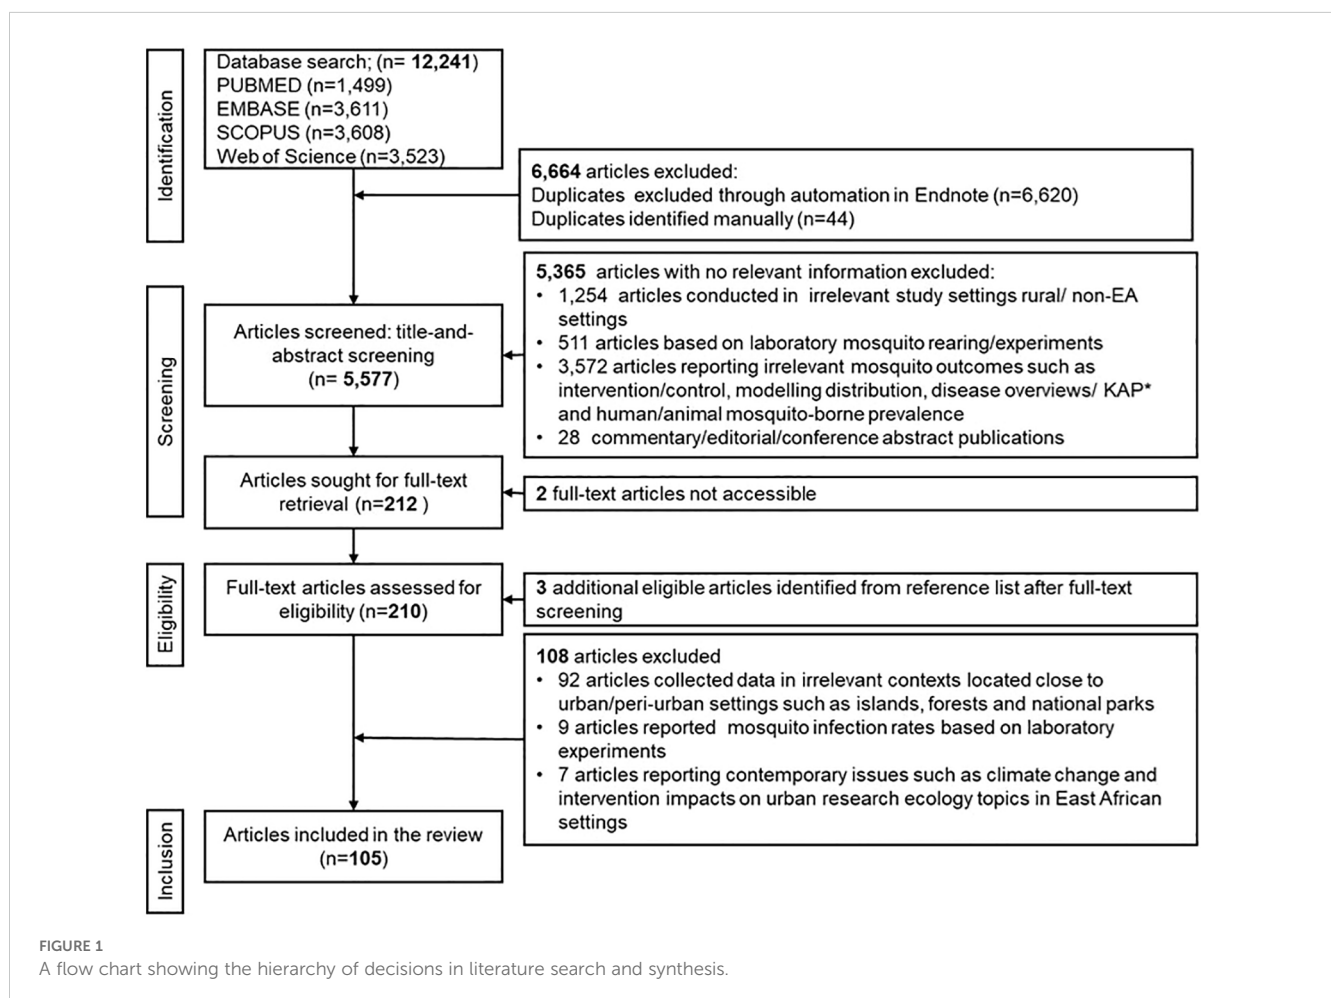 Identification
Database search; (n= 12,241)
PUBMED (n=1,499)
EMBASE (n=3,611)
SCOPUS (n=3,608)
Web of Science (n=3,523)
6,664 articles excluded:
Duplicates excluded through automation in Endnote (n=6,620)
Duplicates identified manually (n=44)
Screening
Articles screened: title-and-
abstract screening
(n= 5,577)
5,365 articles with no relevant information excluded:
• 1,254 articles conducted in irrelevant study settings rural/ non-EA
settings
• 511 articles based on laboratory mosquito rearing/experiments
• 3,572 articles reporting irrelevant mosquito outcomes such as
intervention/control, modelling distribution, disease overviews/ KAP*
and human/animal mosquito-borne prevalence
• 28 commentary/editorial/conference abstract publications
Articles sought for full-text
retrieval (n=212 )
2 full-text articles not accessible
Eligibility
Full-text articles assessed for
eligibility (n=210)
3 additional eligible articles identified from reference list after full-text
screening
108 articles excluded
• 92 articles collected data in irrelevant contexts located close to
urban/peri-urban settings such as islands, forests and national parks
• 9 articles reported mosquito infection rates based on laboratory
experiments
• 7 articles reporting contemporary issues such as climate change and
intervention impacts on urban research ecology topics in East African
settings
Inclusion
Articles included in the review
(n=105)
FIGURE 1
A flow chart showing the hierarchy of decisions in literature search and synthesis.